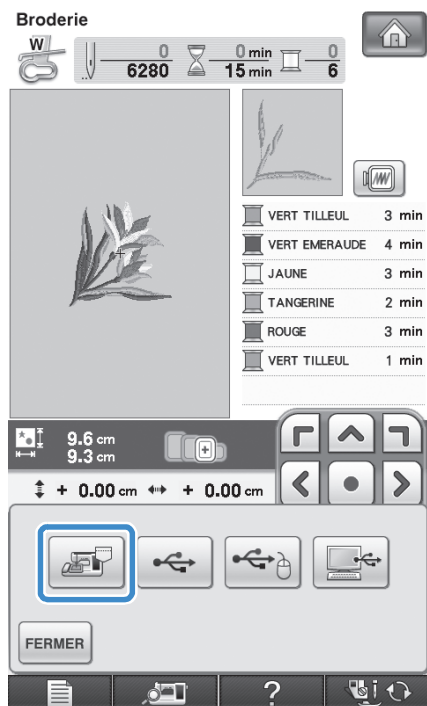 Broderie
W
0 0 min 0
6280 15 min 6
VERT TILLEUL 3 min
VERT EMERAUDE 4 min
JAUNE 3 min
TANGERINE 2 min
ROUGE 3 min
VERT TILLEUL 1 min
9.6 cm
9.3 cm
+ 0.00 cm + 0.00 cm
FERMER
?